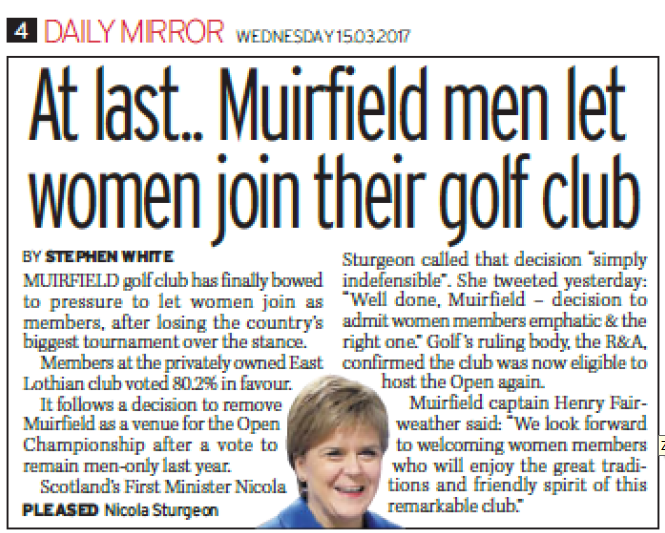 4 DAILY MIRROR WEDNESDAY 15.03.2017
At last.. Muirfield men let
women join their golf club
BY STEPHEN WHITE
MUIRFIELD golf club has finally bowed
to pressure to let women join as
members, after losing the country's
biggest tournament over the stance.
Members at the privately owned East
Lothian club voted 80.2% in favour.
It follows a decision to remove
Muirfield as a venue for the Open
Championship after a vote to
remain men-only last year.
Scotland's First Minister Nicola
PLEASED Nicola Sturgeon
Sturgeon called that decision "simply
indefensible". She tweeted yesterday:
"Well done, Muirfield – decision to
admit women members emphatic & the
right one." Golf's ruling body, the R&A,
confirmed the club was now eligible to
host the Open again.
Muirfield captain Henry Fair-
weather said: "We look forward
to welcoming women members
who will enjoy the great tradi-
tions and friendly spirit of this
remarkable club."